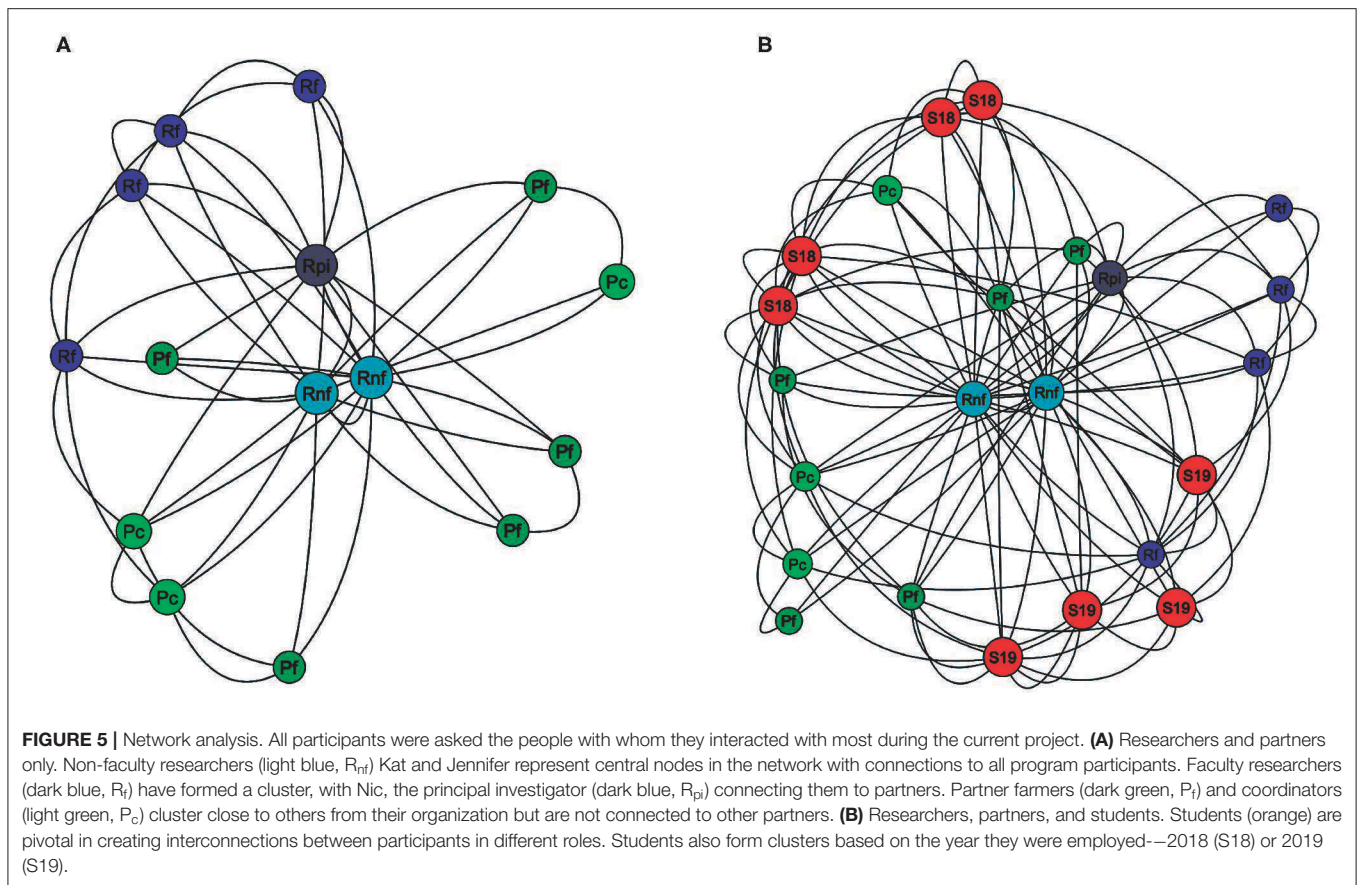 A
B
Rf
Rf
Rf
Pf
Rpi
Pc
Rf
Pf
Rnf
Rnf
Pf
Pc
Pf
Pc
Pf
S18
S18
Pc
Rf
S18
Pf
Rpi
Rf
S18
Pf
Rf
Pf
Rnf
Rnf
Pc
S19
Rf
Pc
Pf
S19
S19
Pf
S19
FIGURE 5 | Network analysis. All participants were asked the people with whom they interacted with most during the current project. (A) Researchers and partners
only. Non-faculty researchers (light blue, Rnf) Kat and Jennifer represent central nodes in the network with connections to all program participants. Faculty researchers
(dark blue, Rf) have formed a cluster, with Nic, the principal investigator (dark blue, Rpi) connecting them to partners. Partner farmers (dark green, Pf) and coordinators
(light green, Pc) cluster close to others from their organization but are not connected to other partners. (B) Researchers, partners, and students. Students (orange) are
pivotal in creating interconnections between participants in different roles. Students also form clusters based on the year they were employed-–2018 (S18) or 2019
(S19).